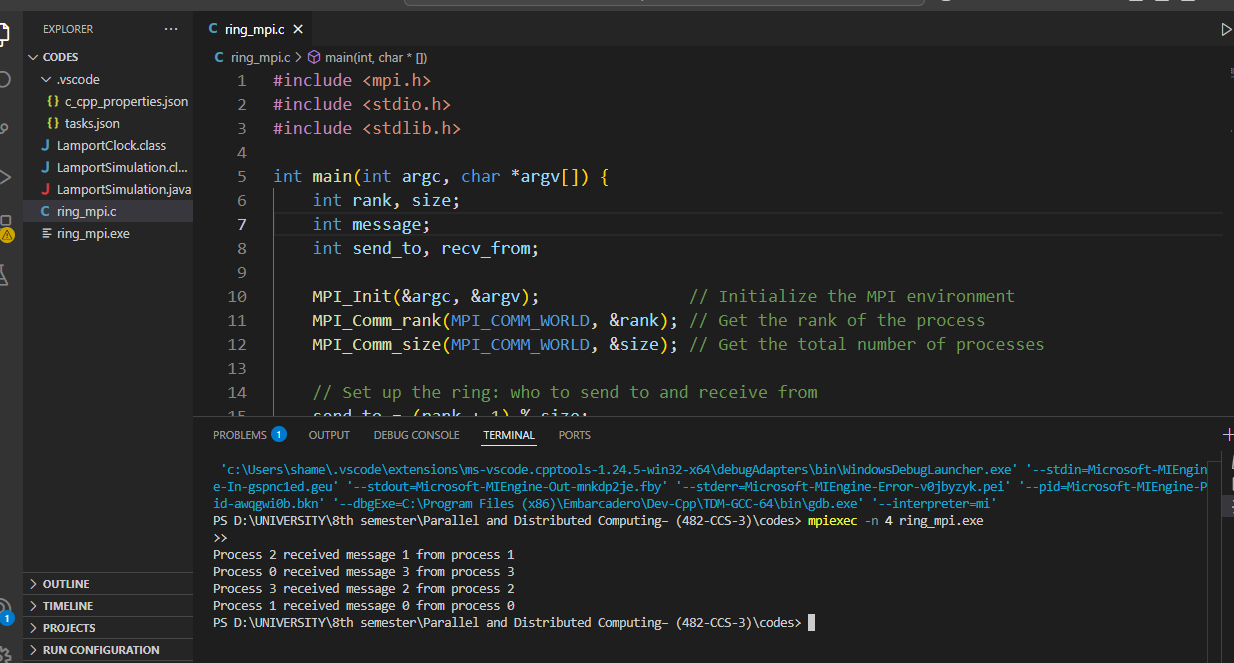 EXPLORER ···
CODES
.vscode
{} c_cpp_properties.json
{} tasks.json
J LamportClock.class
J LamportSimulation.cl...
J LamportSimulation.java
C ring_mpi.c
ring_mpi.exe
OUTLINE
TIMELINE
PROJECTS
RUN CONFIGURATION
1
C ring_mpi.c ×
C ring_mpi.c > main(int, char * [])
1 #include <mpi.h>
2 #include <stdio.h>
3 #include <stdlib.h>
4
5 int main(int argc, char *argv[]) {
6 int rank, size;
7 int message;
8 int send_to, recv_from;
9
10 MPI_Init(&argc, &argv); // Initialize the MPI environment
11 MPI_Comm_rank(MPI_COMM_WORLD, &rank); // Get the rank of the process
12 MPI_Comm_size(MPI_COMM_WORLD, &size); // Get the total number of processes
13
14 // Set up the ring: who to send to and receive from
15 send_to = (rank + 1) % size;
PROBLEMS 1 OUTPUT DEBUG CONSOLE TERMINAL PORTS
'c:\Users\shame\.vscode\extensions\ms-vscode.cpptools-1.24.5-win32-x64\debugAdapters\bin\WindowsDebugLauncher.exe' '--stdin=Microsoft-MIEngin
e-In-gspnc1ed.geu' '--stdout=Microsoft-MIEngine-Out-mnkdp2je.fby' '--stderr=Microsoft-MIEngine-Error-v0jbyzyk.pei' '--pid=Microsoft-MIEngine-P
id-awqgwi0b.bkn' '--dbgExe=C:\Program Files (x86)\Embarcadero\Dev-Cpp\TDM-GCC-64\bin\gdb.exe' '--interpreter=mi'
PS D:\UNIVERSITY\8th semester\Parallel and Distributed Computing– (482-CCS-3)\codes> mpiexec -n 4 ring_mpi.exe
>>
Process 2 received message 1 from process 1
Process 0 received message 3 from process 3
Process 3 received message 2 from process 2
Process 1 received message 0 from process 0
PS D:\UNIVERSITY\8th semester\Parallel and Distributed Computing– (482-CCS-3)\codes>